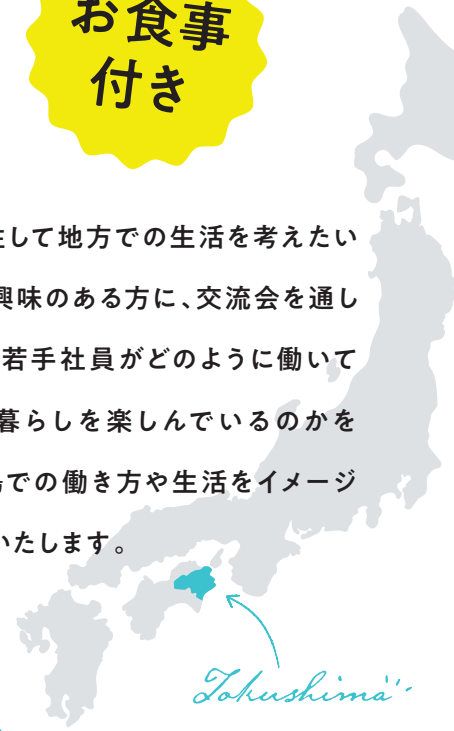 お食事
付き
して地方での生活を考えたい
興味のある方に、交流会を通し
若手社員がどのように働いて
暮らしを楽しんでいるのかを
での働き方や生活をイメージ
いたします。
Tokushima